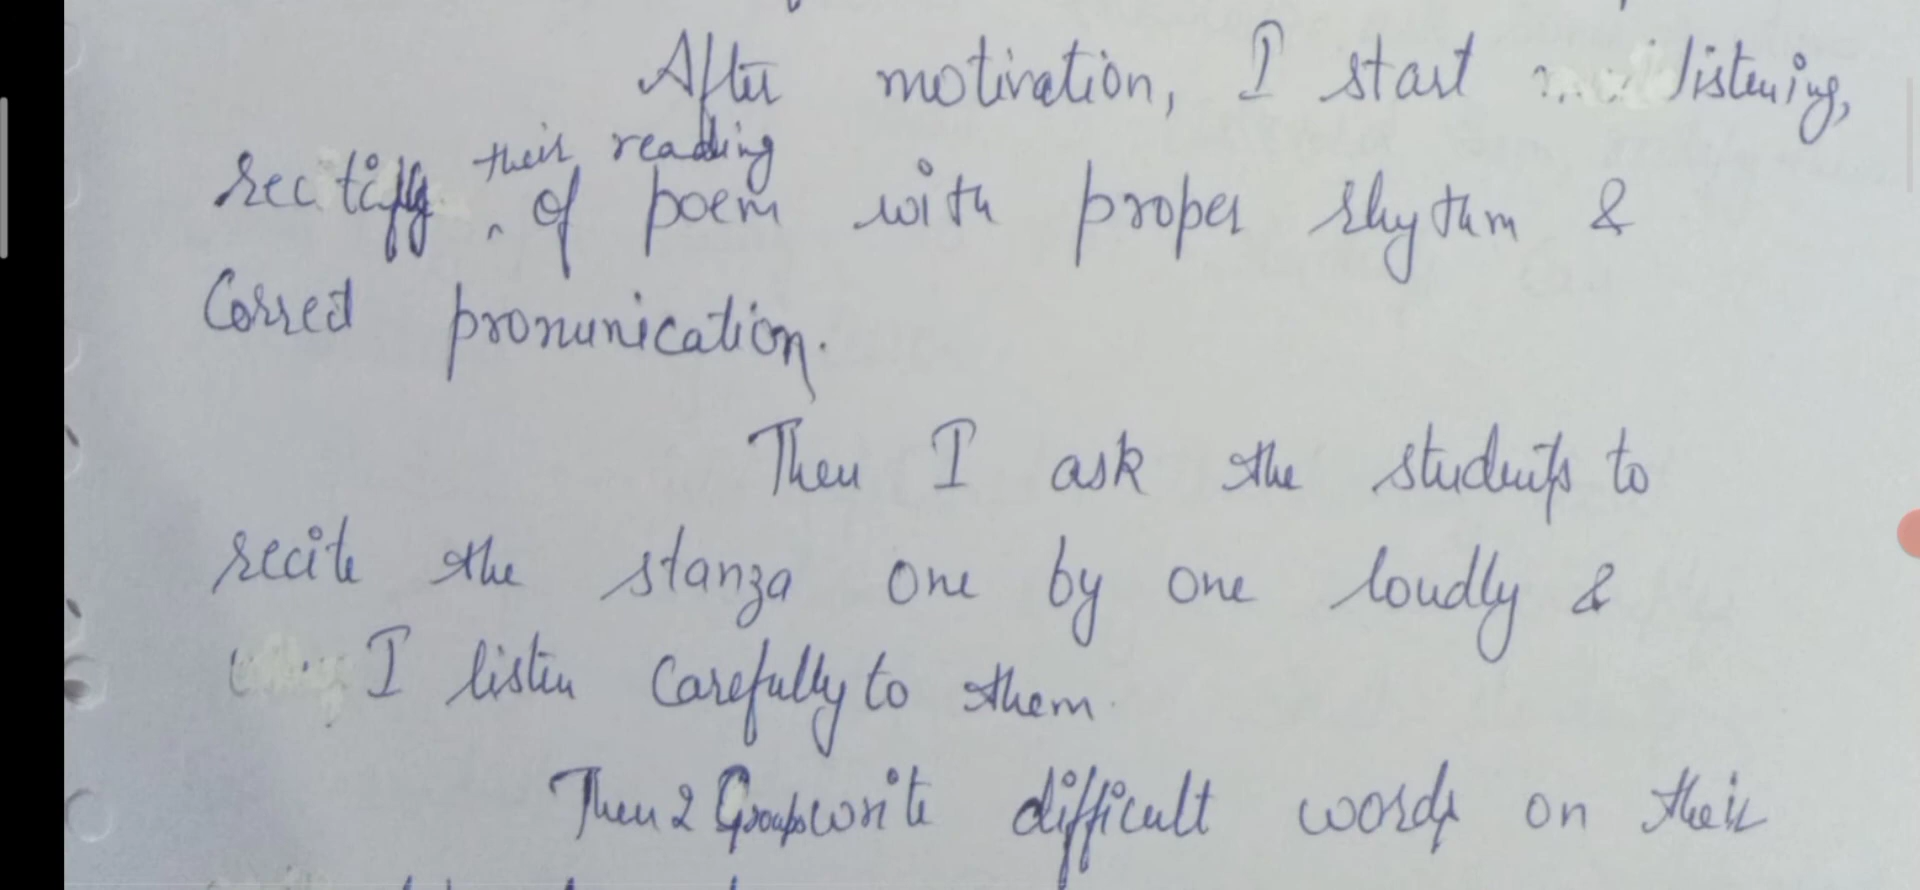 After motivation, I start listening,
rectify their reading of poem with proper rhythm &
Correct pronunication.
Then I ask the students to
recite the stanza one by one loudly &
I listen carefully to them.
Then 2 Groups write difficult words on their